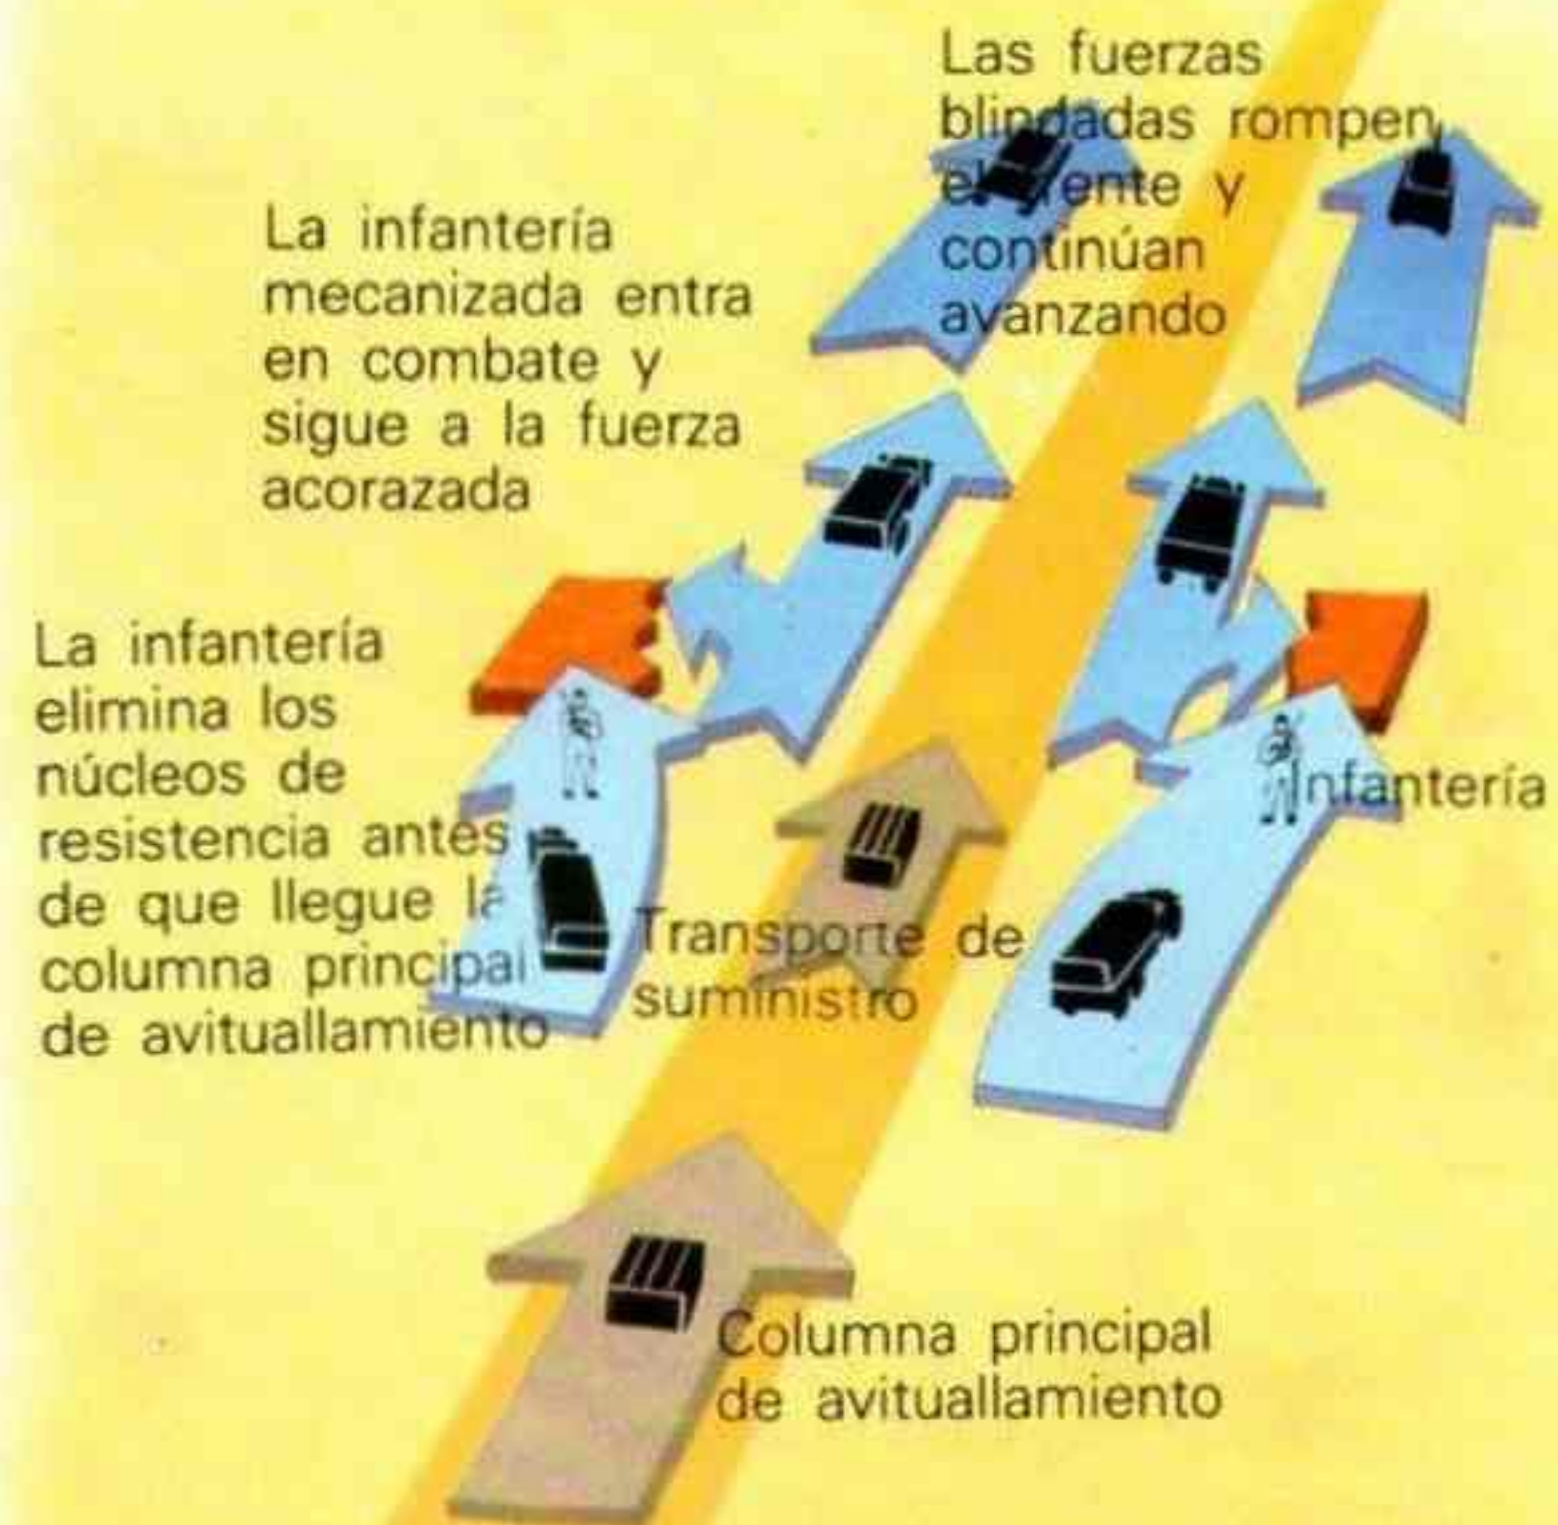 Las fuerzas
blindadas rompen
el frente y
continúan
avanzando
La infantería
mecanizada entra
en combate y
sigue a la fuerza
acorazada
La infantería
elimina los
núcleos de
resistencia antes
de que llegue la
columna principal
de avituallamiento
Infantería
Transporte de
suministro
Columna principal
de avituallamiento